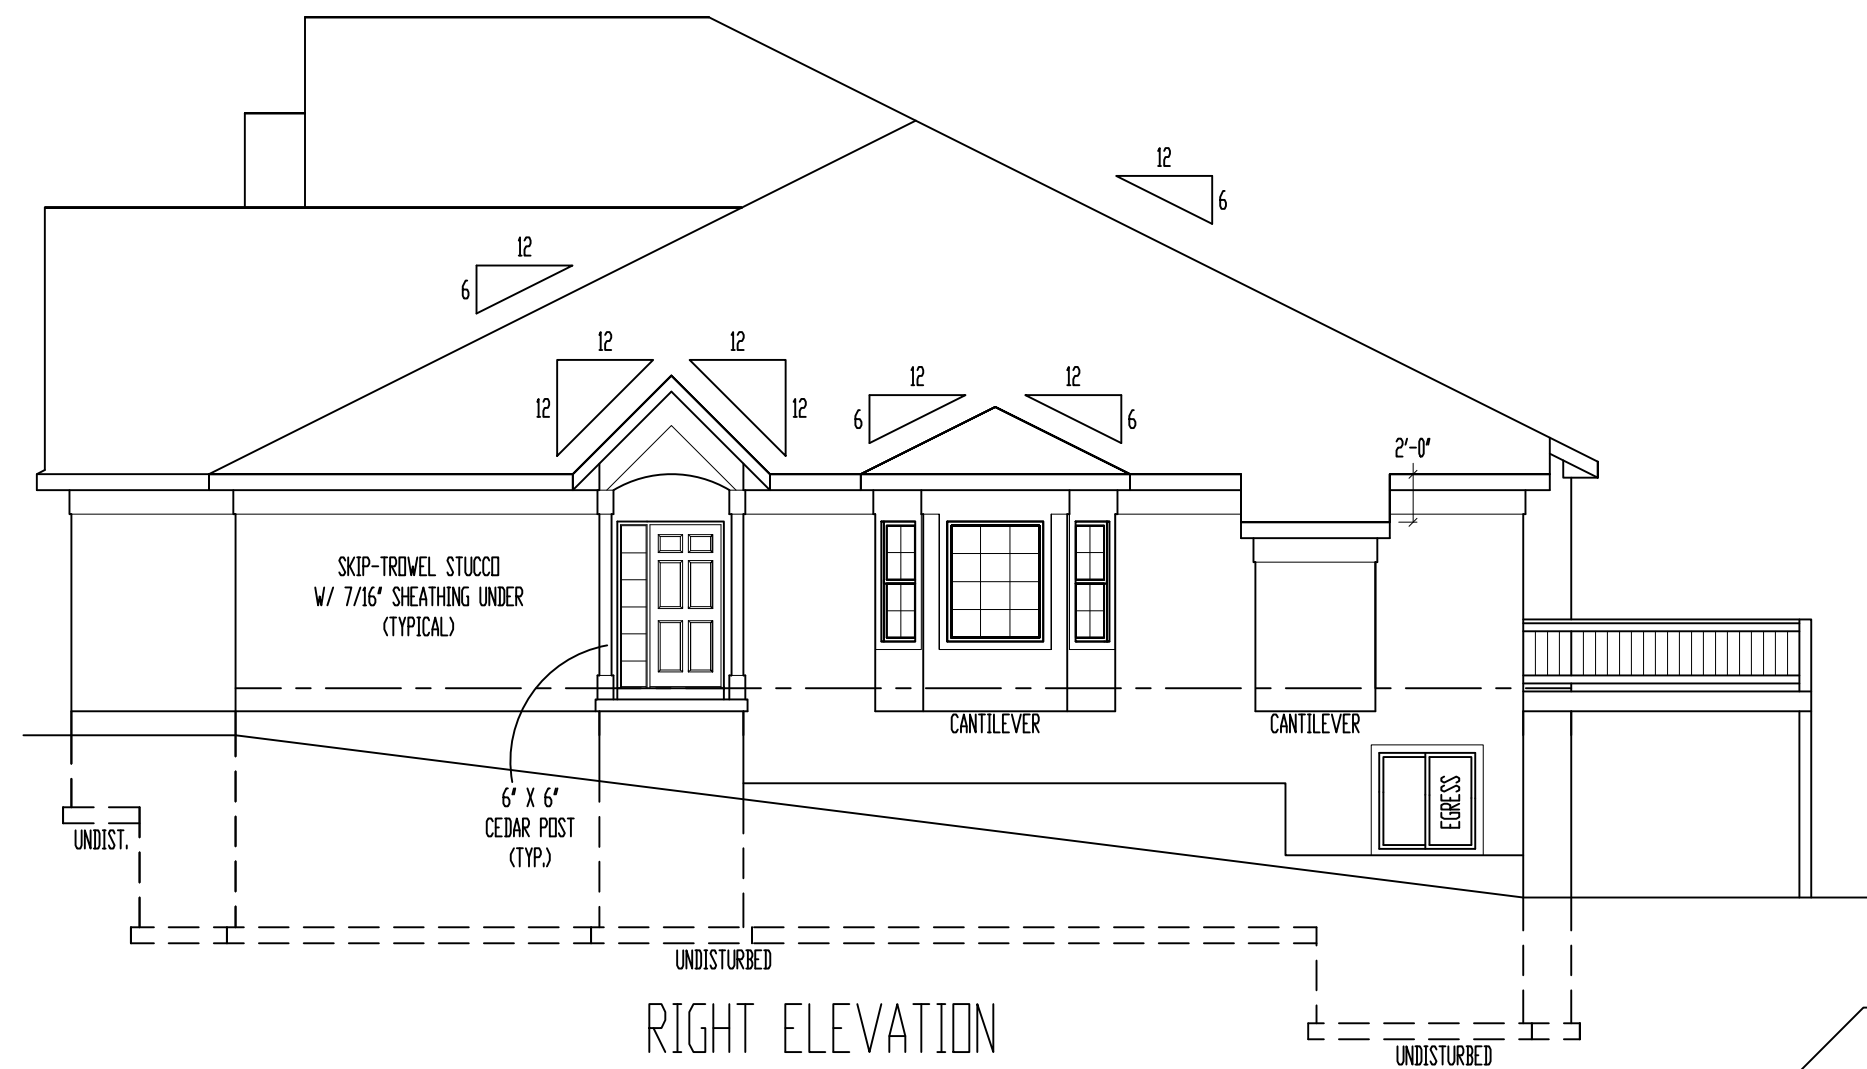 12
6
12
6
12
12
12
12
12
6
12
6
2'-0"
SKIP-TROWEL STUCCO
W/ 7/16" SHEATHING UNDER
(TYPICAL)
CANTILEVER
CANTILEVER
EGRESS
6" X 6"
CEDAR POST
(TYP.)
UNDIST.
UNDISTURBED
RIGHT ELEVATION
UNDISTURBED